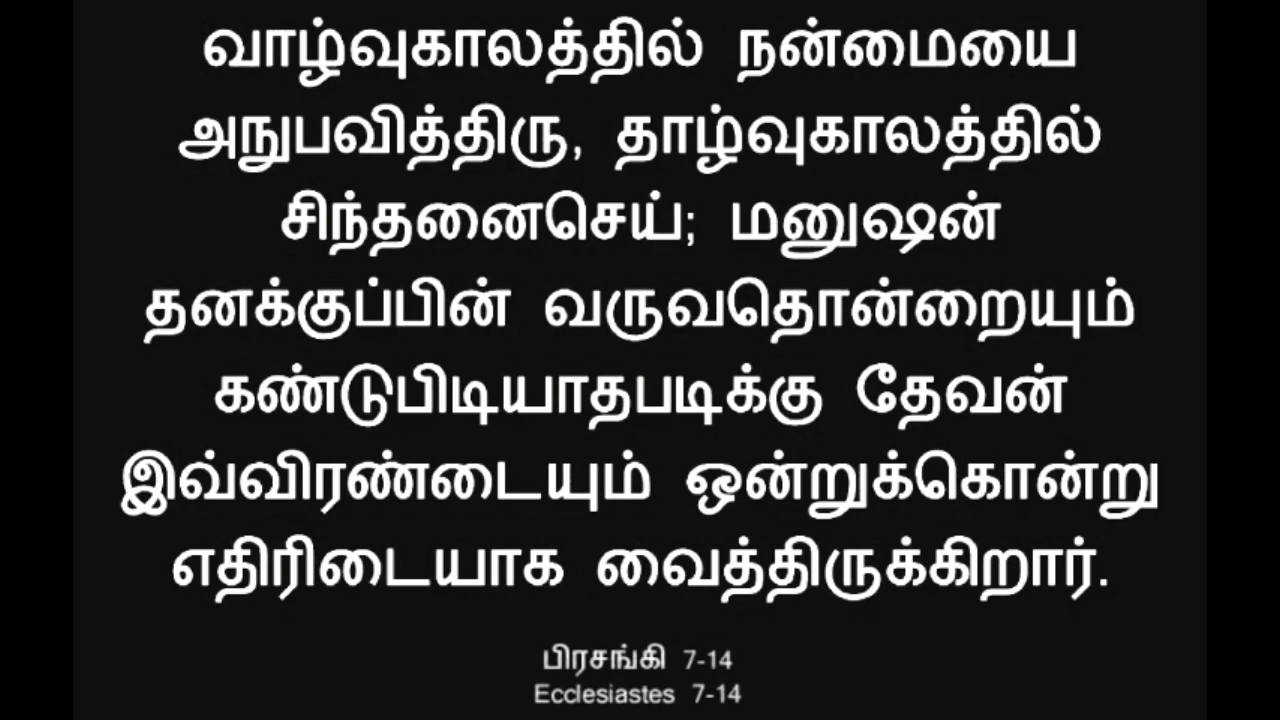 வாழ்வுகாலத்தில் நன்மையை
அநுபவித்திரு, தாழ்வுகாலத்தில்
சிந்தனைசெய்; மனுஷன்
தனக்குப்பின் வருவதொன்றையும்
கண்டுபிடியாதபடிக்கு தேவன்
இவ்விரண்டையும் ஒன்றுக்கொன்று
எதிரிடையாக வைத்திருக்கிறார்.
பிரசங்கி 7-14
Ecclesiastes 7-14